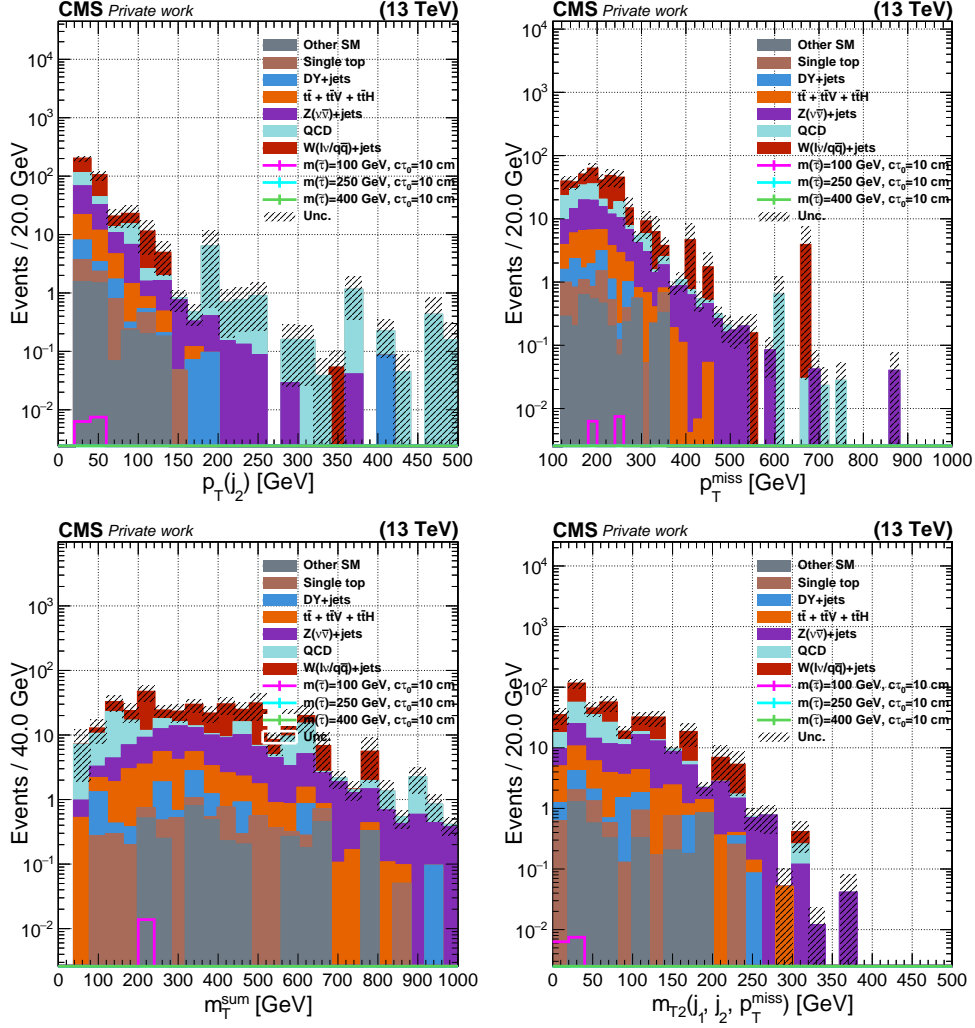 CMS Private work (13 TeV)
Events / 20.0 GeV
10⁴
10³
10²
10
1
10⁻¹
10⁻²
Other SM
Single top
DY+jets
tt̄ + tt̄V + tt̄H
Z(νν̄)+jets
QCD
W(lν/qq̄)+jets
m(τ̃)=100 GeV, cτ₀=10 cm
m(τ̃)=250 GeV, cτ₀=10 cm
m(τ̃)=400 GeV, cτ₀=10 cm
Unc.
0 50 100 150 200 250 300 350 400 450 500
p_T(j₂) [GeV]
CMS Private work (13 TeV)
Events / 20.0 GeV
10⁴
10³
10²
10
1
10⁻¹
10⁻²
Other SM
Single top
DY+jets
tt̄ + tt̄V + tt̄H
Z(νν̄)+jets
QCD
W(lν/qq̄)+jets
m(τ̃)=100 GeV, cτ₀=10 cm
m(τ̃)=250 GeV, cτ₀=10 cm
m(τ̃)=400 GeV, cτ₀=10 cm
Unc.
100 200 300 400 500 600 700 800 900 1000
p_T^miss [GeV]
CMS Private work (13 TeV)
Events / 40.0 GeV
10³
10²
10
1
10⁻¹
10⁻²
Other SM
Single top
DY+jets
tt̄ + tt̄V + tt̄H
Z(νν̄)+jets
QCD
W(lν/qq̄)+jets
m(τ̃)=100 GeV, cτ₀=10 cm
m(τ̃)=250 GeV, cτ₀=10 cm
m(τ̃)=400 GeV, cτ₀=10 cm
Unc.
0 100 200 300 400 500 600 700 800 900 1000
m_T^sum [GeV]
CMS Private work (13 TeV)
Events / 20.0 GeV
10⁴
10³
10²
10
1
10⁻¹
10⁻²
Other SM
Single top
DY+jets
tt̄ + tt̄V + tt̄H
Z(νν̄)+jets
QCD
W(lν/qq̄)+jets
m(τ̃)=100 GeV, cτ₀=10 cm
m(τ̃)=250 GeV, cτ₀=10 cm
m(τ̃)=400 GeV, cτ₀=10 cm
Unc.
0 50 100 150 200 250 300 350 400 450 500
m_T2(j₁, j₂, p_T^miss) [GeV]